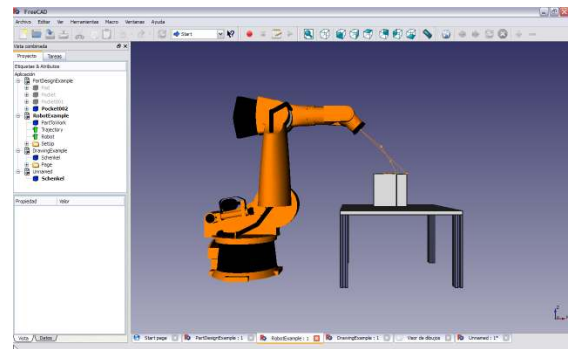 FreeCAD
Archivo Editar Ver Herramientas Macro Ventanas Ayuda
Start
Vista combinada
Proyecto Tareas
Etiquetas & Atributos
Aplicación
PartDesignExample
Pad
Pocket
Pocket001
Pocket002
RobotExample
PartToWork
Trajectory
Robot
Setup
DrawingExample
Schenkel
Page
Unnamed
Schenkel
Propiedad Valor
Vista Datos
Start page PartDesignExample : 1 RobotExample : 1 DrawingExample : 1 Visor de dibujos Unnamed : 1*